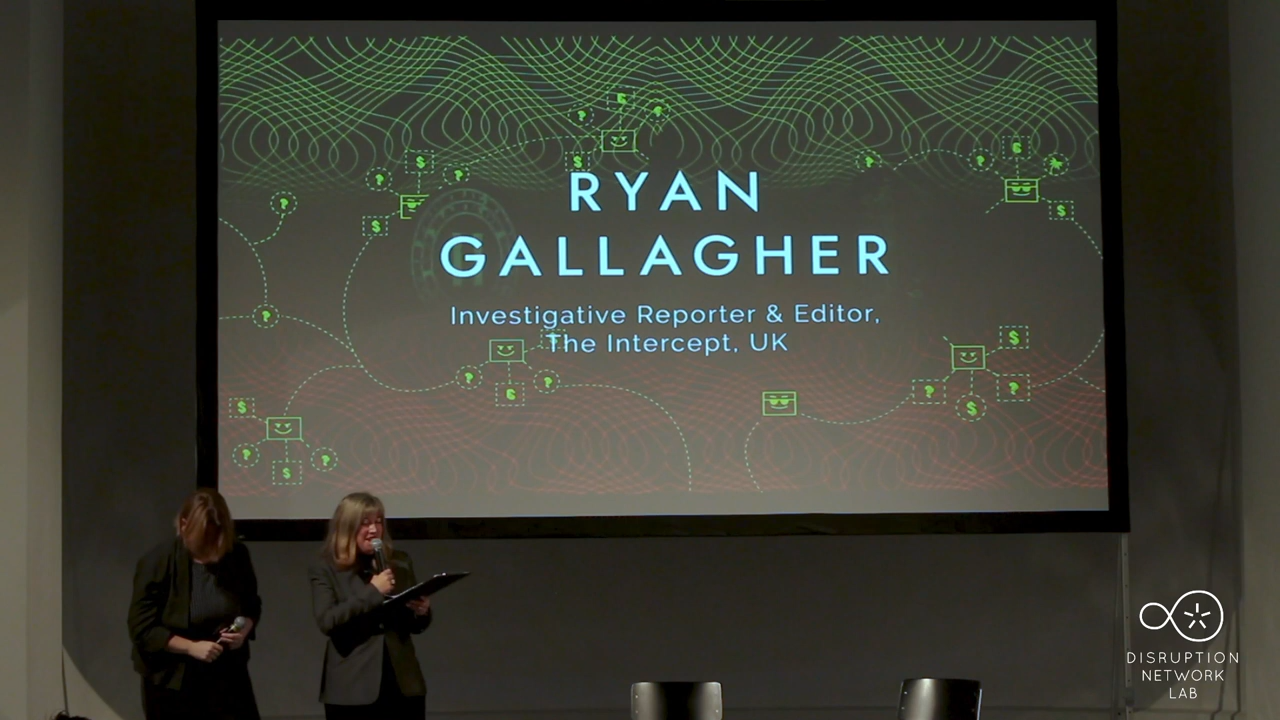 RYAN
GALLAGHER
Investigative Reporter & Editor,
The Intercept, UK
DISRUPTION
NETWORK
LAB